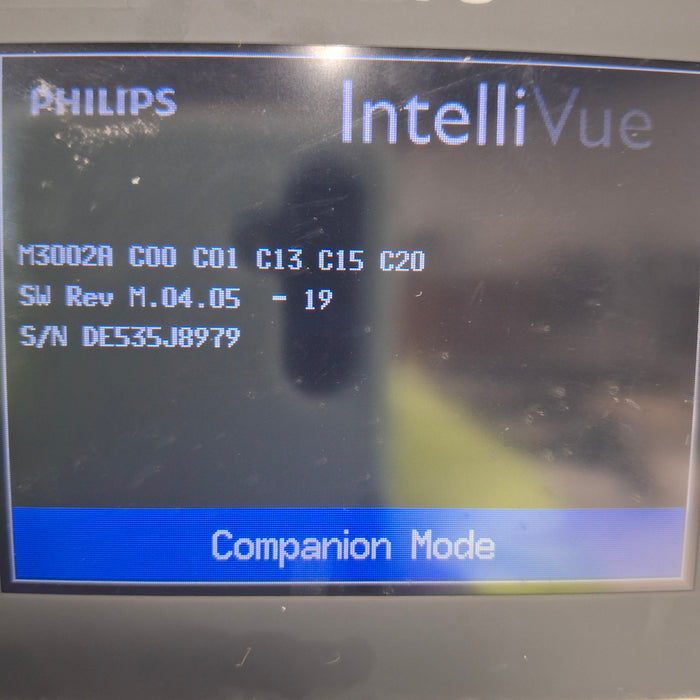 PHILIPS
IntelliVue
M3002A C00 C01 C13 C15 C20
SW Rev M.04.05 - 19
S/N DE535J8979
Companion Mode